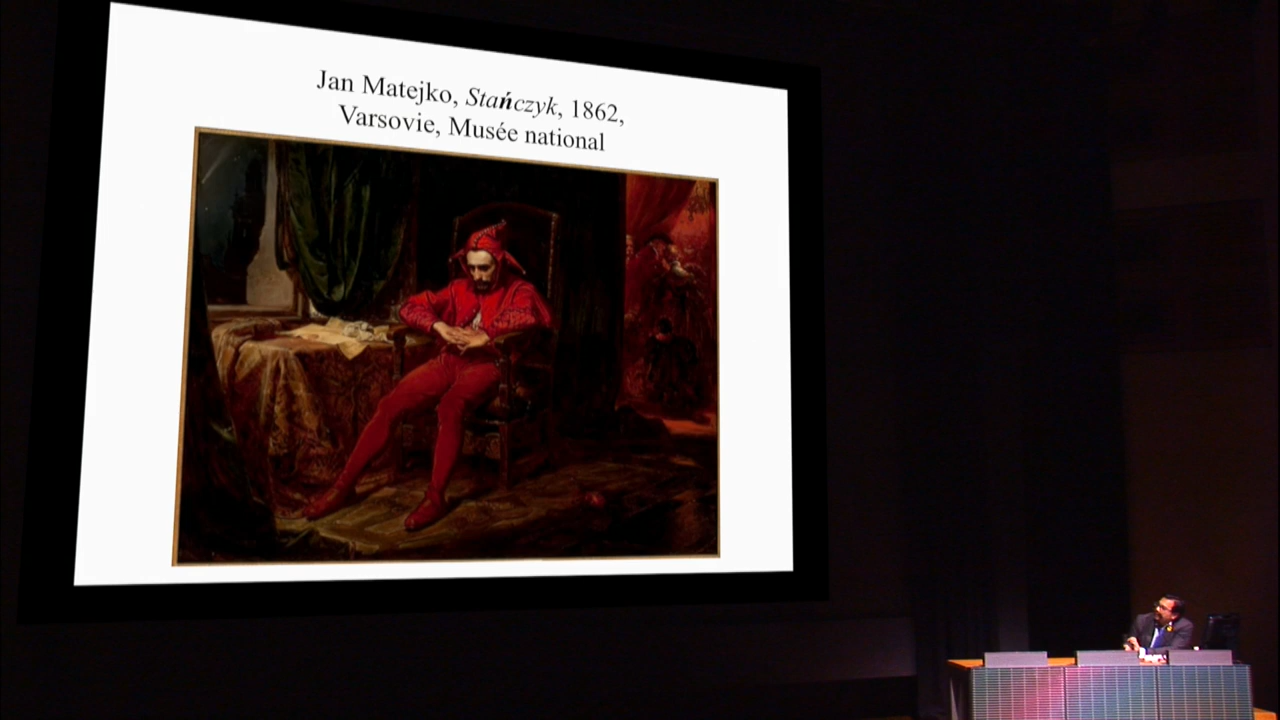 Jan Matejko, Stańczyk, 1862,
Varsovie, Musée national